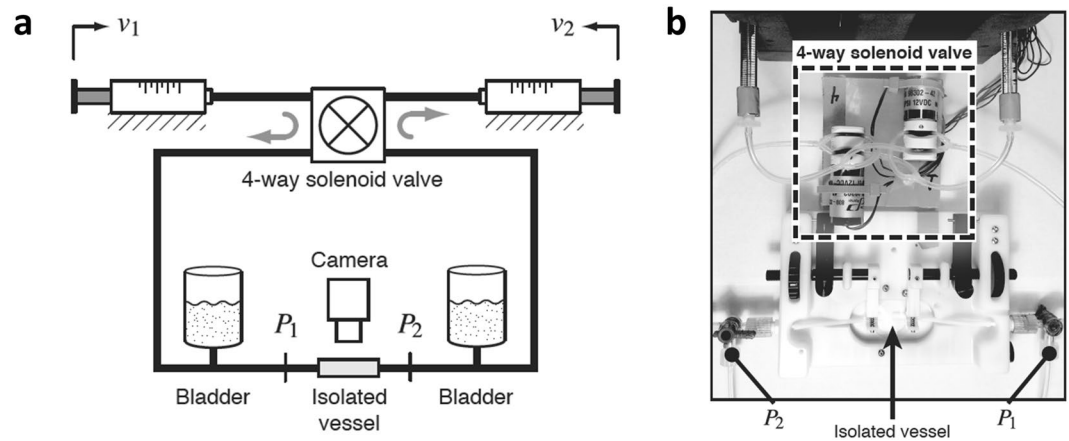 a
v1
v2
4-way solenoid valve
Camera
P1
P2
Bladder
Isolated
vessel
Bladder
b
4-way solenoid valve
12VDC
P2
P1
Isolated vessel